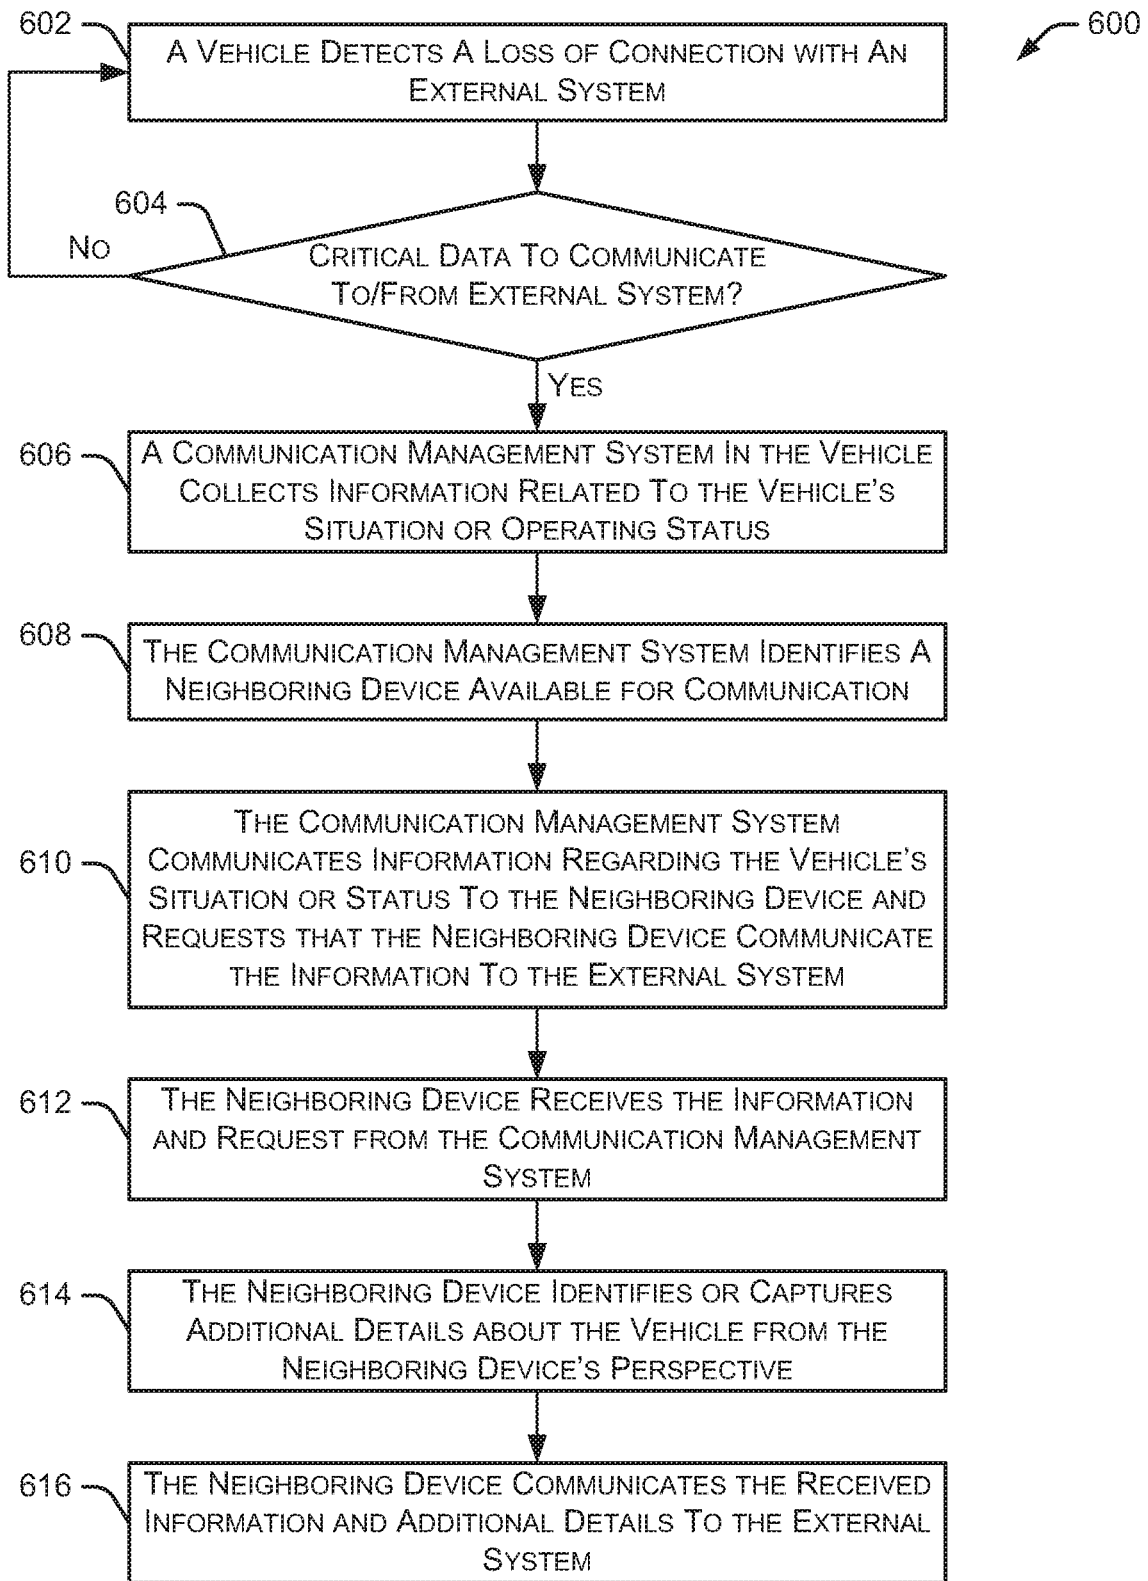 602
600
A VEHICLE DETECTS A LOSS OF CONNECTION WITH AN
EXTERNAL SYSTEM
604
NO
CRITICAL DATA TO COMMUNICATE
TO/FROM EXTERNAL SYSTEM?
YES
606
A COMMUNICATION MANAGEMENT SYSTEM IN THE VEHICLE
COLLECTS INFORMATION RELATED TO THE VEHICLE'S
SITUATION OR OPERATING STATUS
608
THE COMMUNICATION MANAGEMENT SYSTEM IDENTIFIES A
NEIGHBORING DEVICE AVAILABLE FOR COMMUNICATION
610
THE COMMUNICATION MANAGEMENT SYSTEM
COMMUNICATES INFORMATION REGARDING THE VEHICLE'S
SITUATION OR STATUS TO THE NEIGHBORING DEVICE AND
REQUESTS THAT THE NEIGHBORING DEVICE COMMUNICATE
THE INFORMATION TO THE EXTERNAL SYSTEM
612
THE NEIGHBORING DEVICE RECEIVES THE INFORMATION
AND REQUEST FROM THE COMMUNICATION MANAGEMENT
SYSTEM
614
THE NEIGHBORING DEVICE IDENTIFIES OR CAPTURES
ADDITIONAL DETAILS ABOUT THE VEHICLE FROM THE
NEIGHBORING DEVICE'S PERSPECTIVE
616
THE NEIGHBORING DEVICE COMMUNICATES THE RECEIVED
INFORMATION AND ADDITIONAL DETAILS TO THE EXTERNAL
SYSTEM